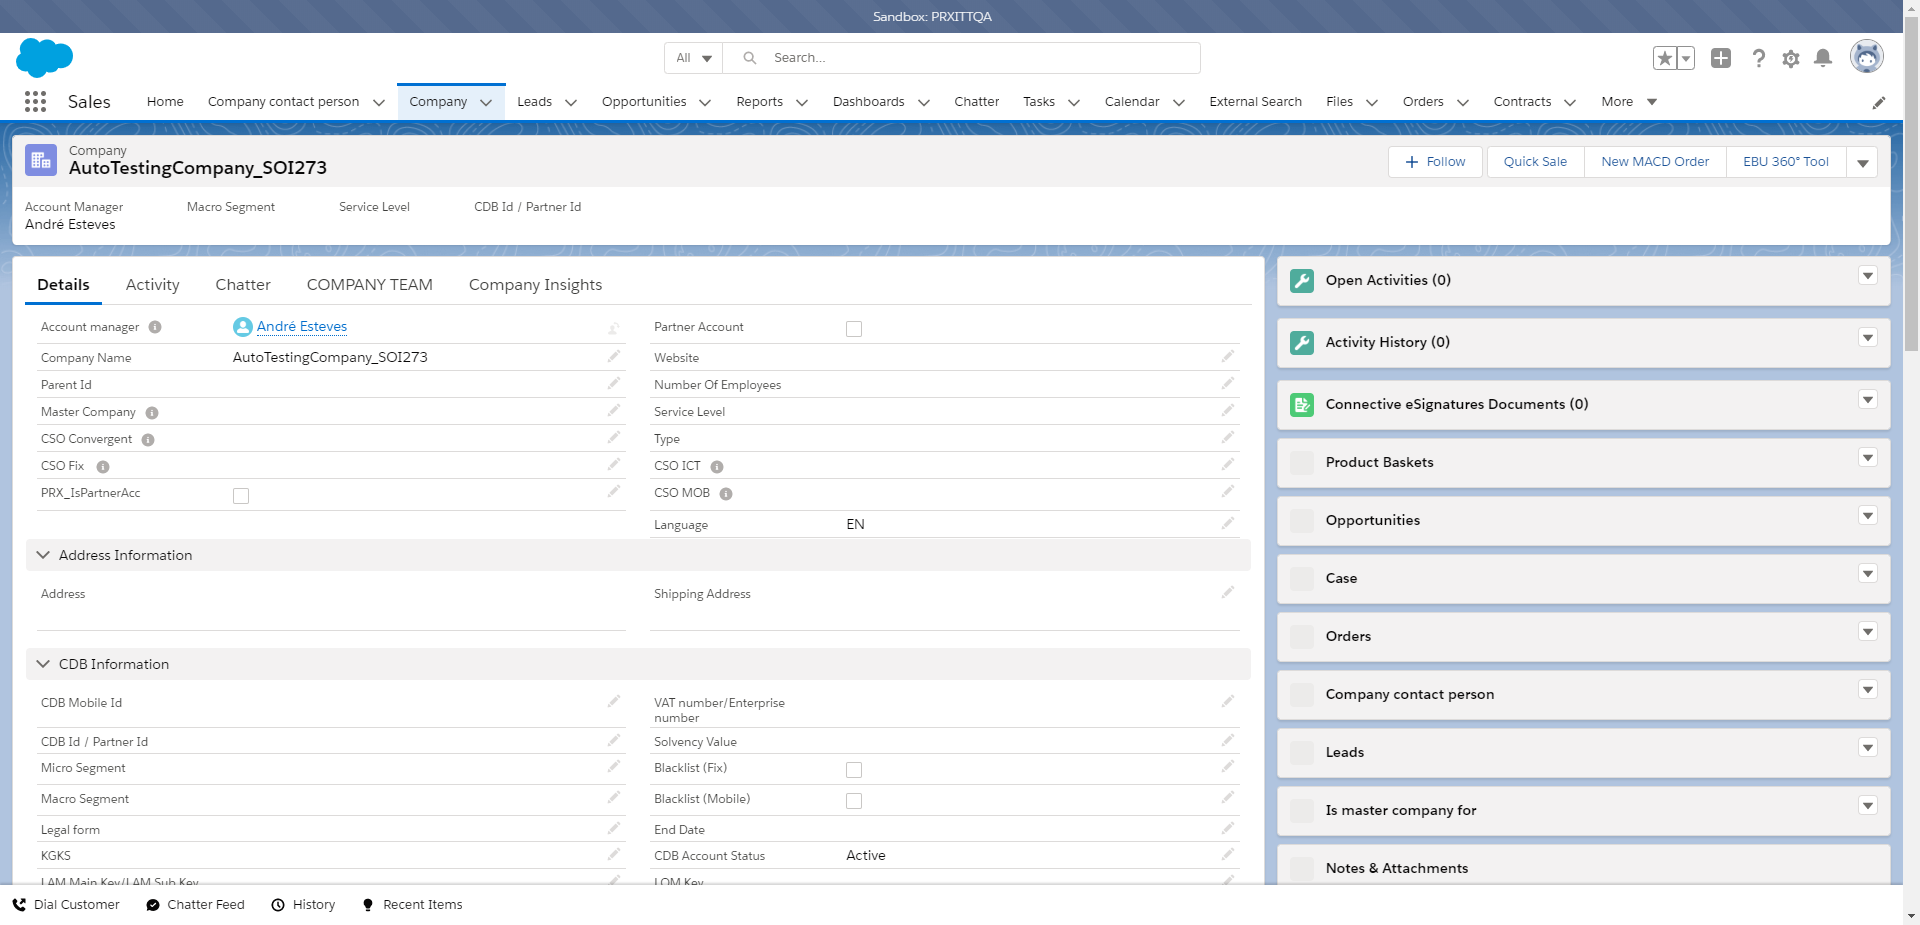 Sandbox: PRXITTQA
All
Search...
Sales
Home
Company contact person
Company
Leads
Opportunities
Reports
Dashboards
Chatter
Tasks
Calendar
External Search
Files
Orders
Contracts
More
Company
AutoTestingCompany_SOI273
Follow
Quick Sale
New MACD Order
EBU 360° Tool
Account Manager
André Esteves
Macro Segment
Service Level
CDB Id / Partner Id
Details
Activity
Chatter
COMPANY TEAM
Company Insights
Account manager
André Esteves
Partner Account
Company Name
AutoTestingCompany_SOI273
Website
Parent Id
Number Of Employees
Master Company
Service Level
CSO Convergent
Type
CSO Fix
CSO ICT
PRX_IsPartnerAcc
CSO MOB
Language
EN
Address Information
Address
Shipping Address
CDB Information
CDB Mobile Id
VAT number/Enterprise
number
CDB Id / Partner Id
Solvency Value
Micro Segment
Blacklist (Fix)
Macro Segment
Blacklist (Mobile)
Legal form
End Date
KGKS
CDB Account Status
Active
LAM Main Key/LAM Sub Key
LOM Key
Open Activities (0)
Activity History (0)
Connective eSignatures Documents (0)
Product Baskets
Opportunities
Case
Orders
Company contact person
Leads
Is master company for
Notes & Attachments
Dial Customer
Chatter Feed
History
Recent Items